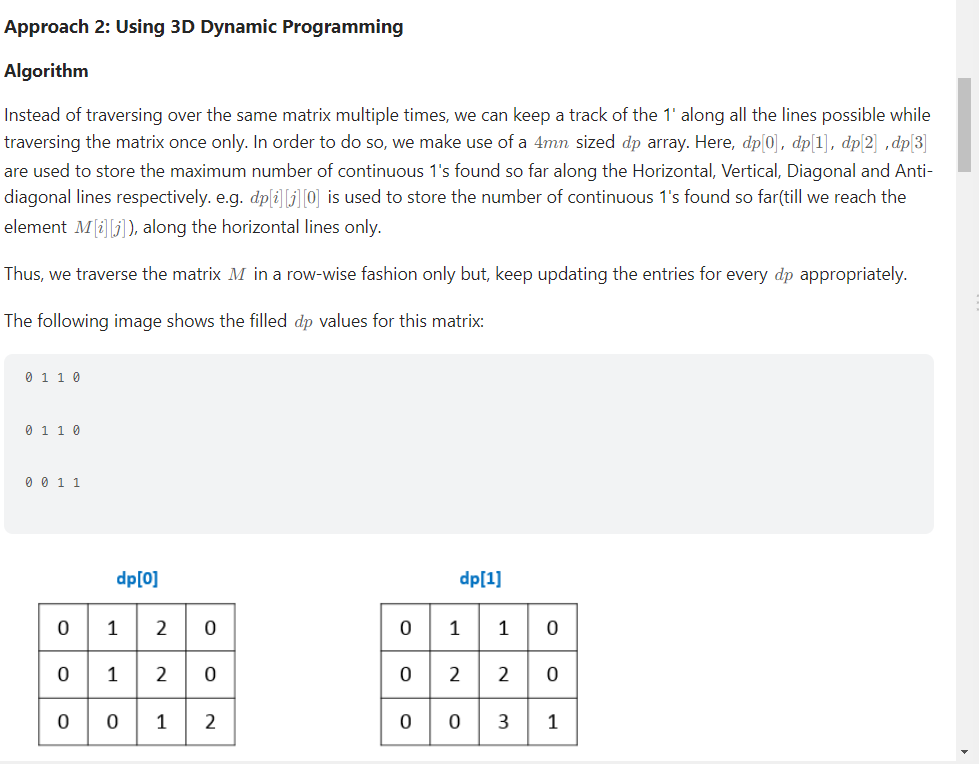 Approach 2: Using 3D Dynamic Programming
Algorithm
Instead of traversing over the same matrix multiple times, we can keep a track of the 1' along all the lines possible while
traversing the matrix once only. In order to do so, we make use of a 4mn sized dp array. Here, dp[0], dp[1], dp[2] ,dp[3]
are used to store the maximum number of continuous 1's found so far along the Horizontal, Vertical, Diagonal and Anti-
diagonal lines respectively. e.g. dp[i][j][0] is used to store the number of continuous 1's found so far(till we reach the
element M[i][j]), along the horizontal lines only.
Thus, we traverse the matrix M in a row-wise fashion only but, keep updating the entries for every dp appropriately.
The following image shows the filled dp values for this matrix:
0 1 1 0
0 1 1 0
0 0 1 1
dp[0]
0 1 2 0
0 1 2 0
0 0 1 2
dp[1]
0 1 1 0
0 2 2 0
0 0 3 1